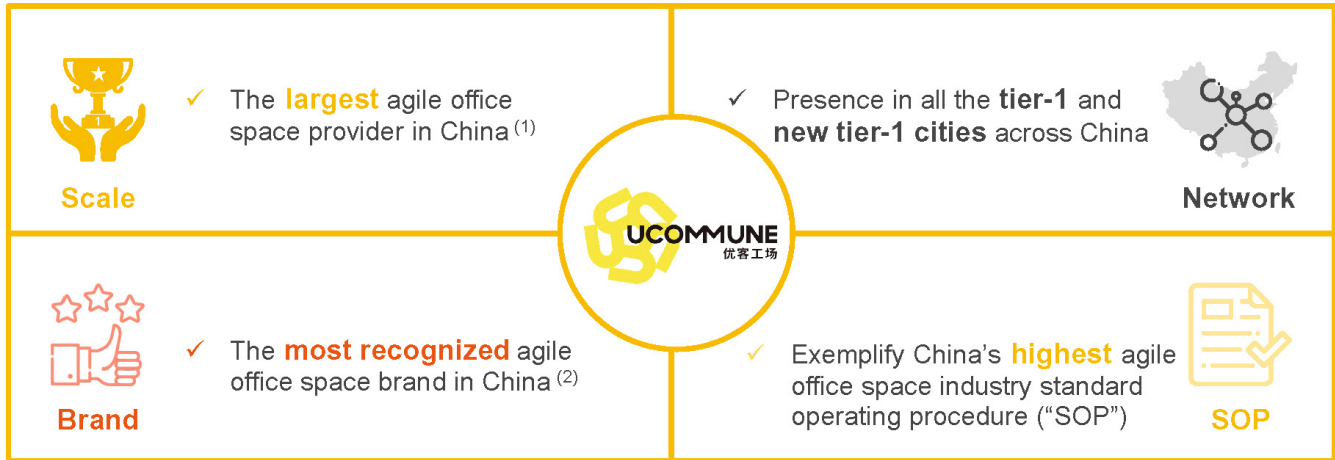 The largest agile office
space provider in China (1)
Scale
Presence in all the tier-1 and
new tier-1 cities across China
Network
UCOMMUNE
优客工场
The most recognized agile
office space brand in China (2)
Brand
Exemplify China’s highest agile
office space industry standard
operating procedure (“SOP”)
SOP
1